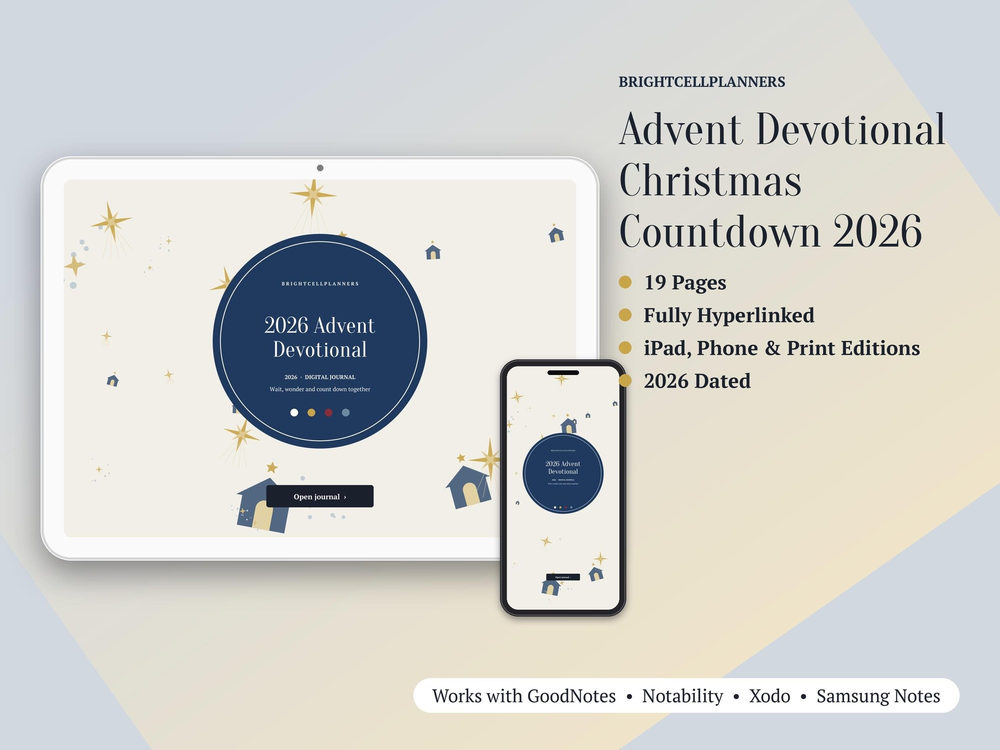 BRIGHTCELLPLANNERS
Advent Devotional
Christmas
Countdown 2026
19 Pages
Fully Hyperlinked
iPad, Phone & Print Editions
2026 Dated
BRIGHTCELLPLANNERS
2026 Advent
Devotional
2026 · DIGITAL JOURNAL
Wait, wonder and count down together
Open journal ›
2026 Advent
Devotional
Works with GoodNotes • Notability • Xodo • Samsung Notes